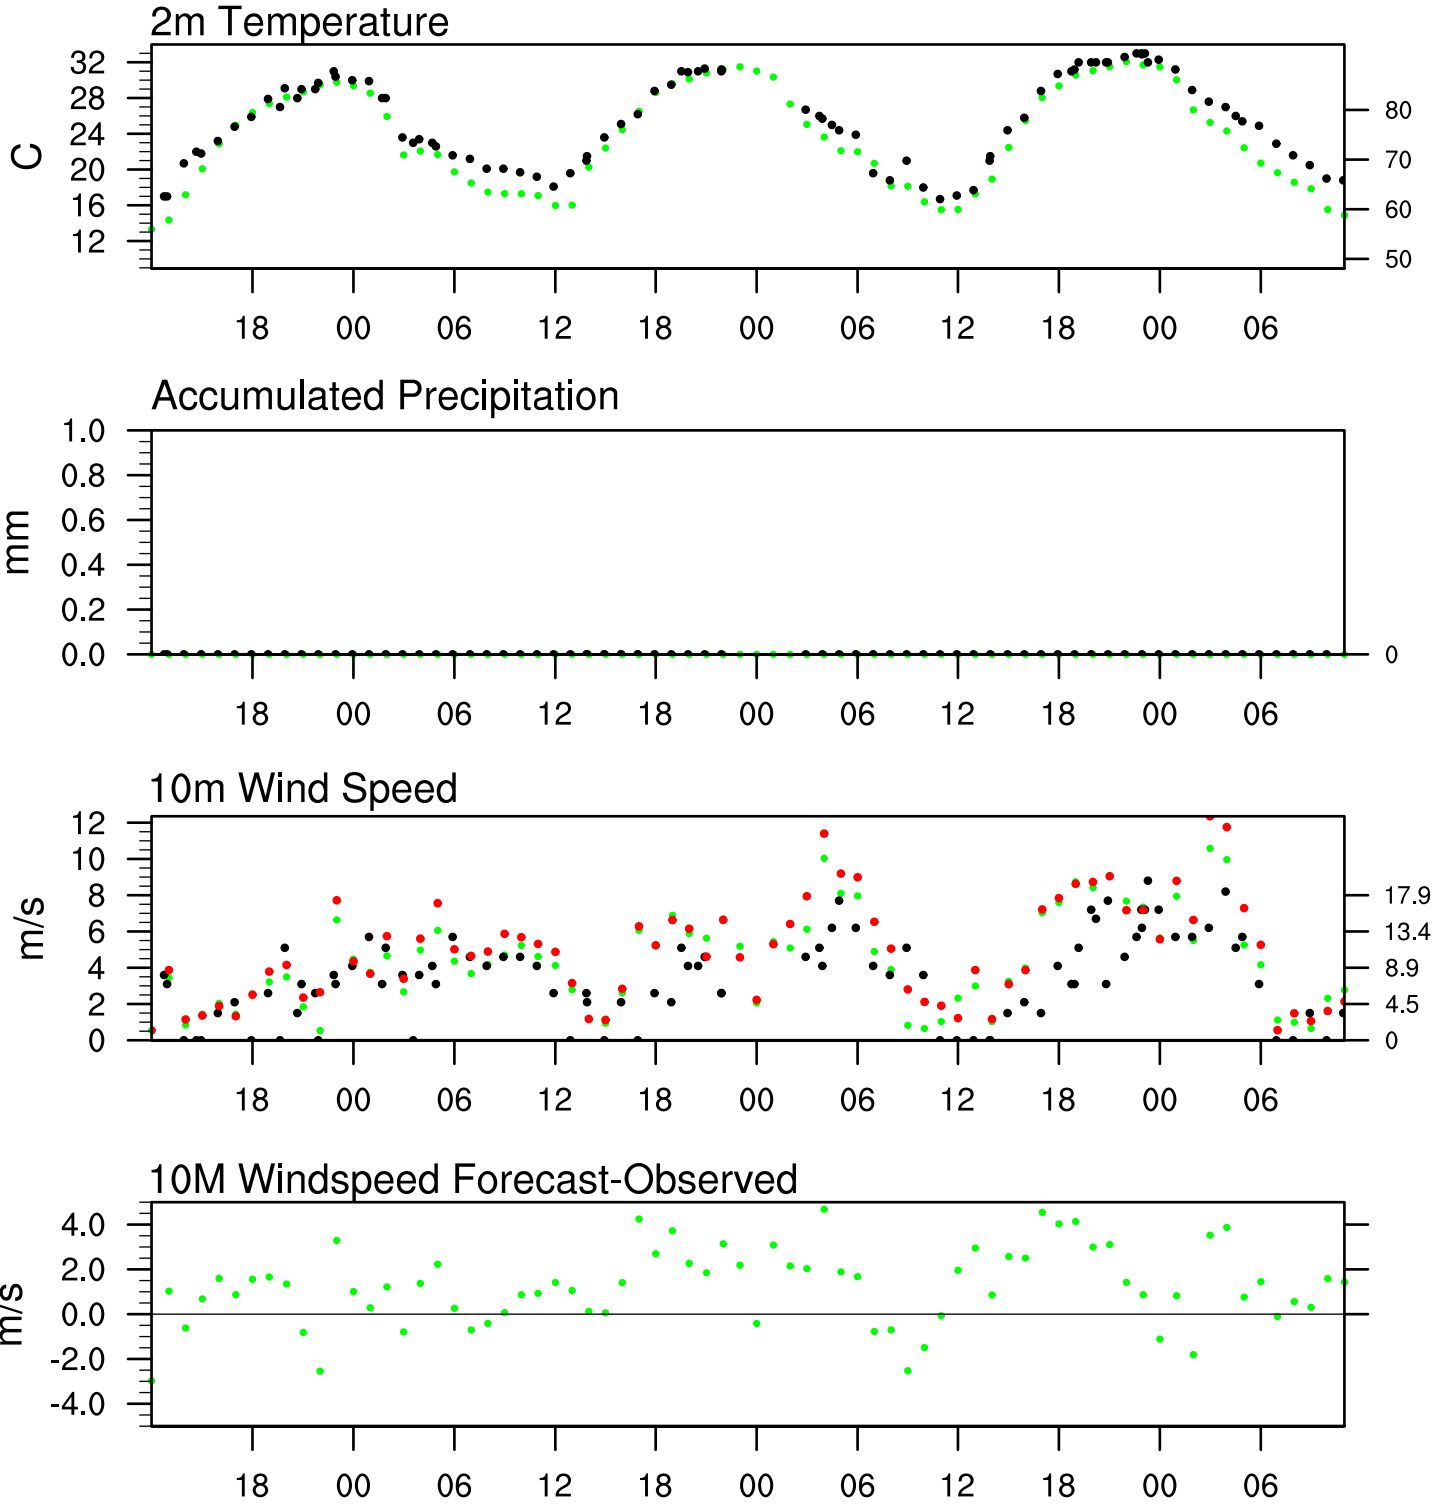 2m Temperature
32
28
24
20
16
12
C
80
70
60
50
18 00 06 12 18 00 06 12 18 00 06
Accumulated Precipitation
1.0
0.8
0.6
0.4
0.2
0.0
mm
0
18 00 06 12 18 00 06 12 18 00 06
10m Wind Speed
12
10
8
6
4
2
0
m/s
17.9
13.4
8.9
4.5
0
18 00 06 12 18 00 06 12 18 00 06
10M Windspeed Forecast-Observed
4.0
2.0
0.0
-2.0
-4.0
m/s
18 00 06 12 18 00 06 12 18 00 06